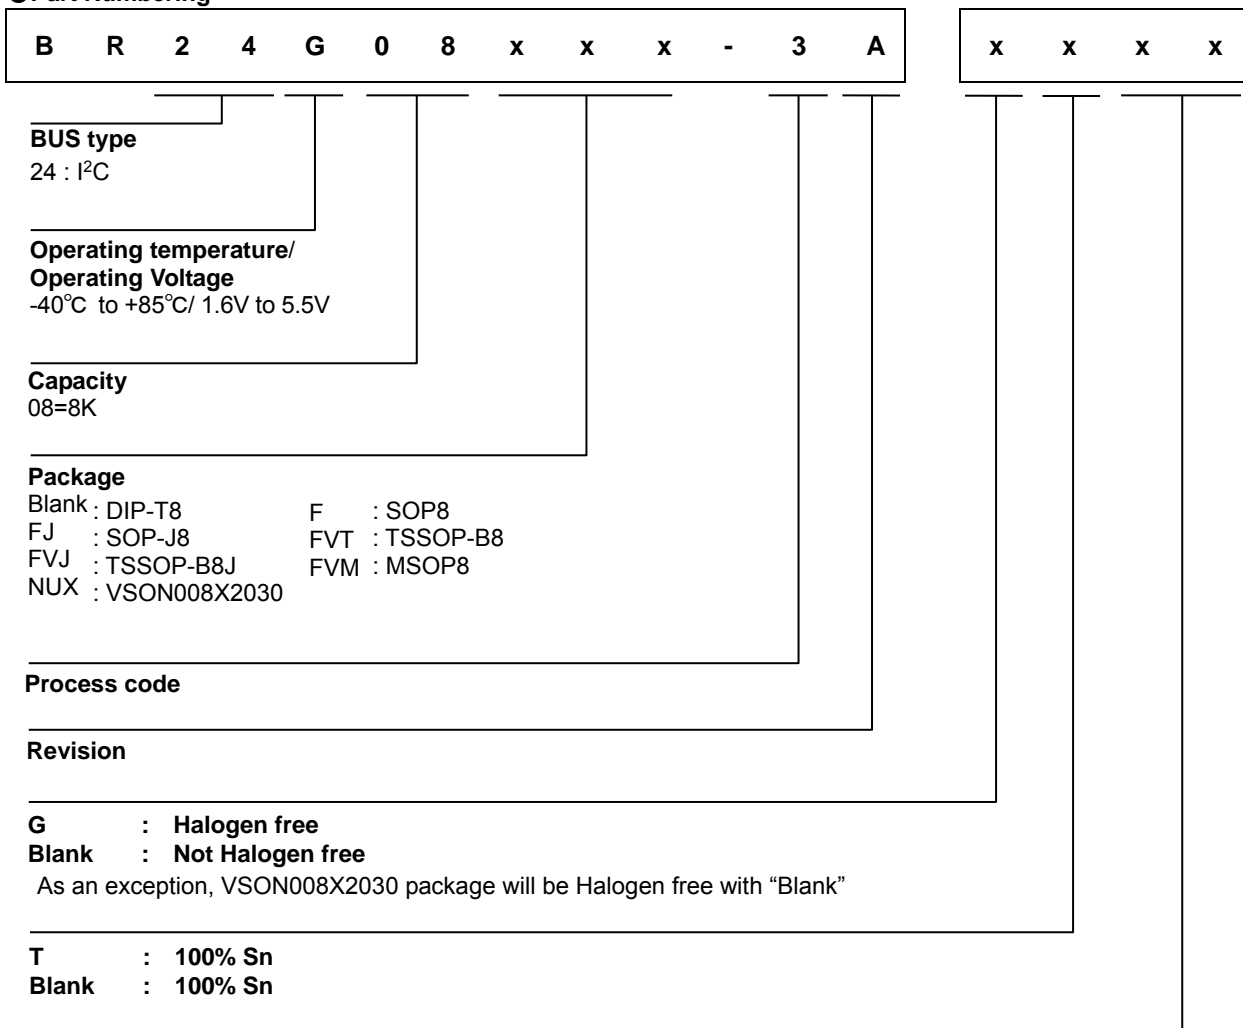 B R 2 4 G 0 8 x x x - 3 A x x x x
BUS type
24 : I²C
Operating temperature/
Operating Voltage
-40℃ to +85℃/ 1.6V to 5.5V
Capacity
08=8K
Package
Blank : DIP-T8 F : SOP8
FJ : SOP-J8 FVT : TSSOP-B8
FVJ : TSSOP-B8J FVM : MSOP8
NUX : VSON008X2030
Process code
Revision
G : Halogen free
Blank : Not Halogen free
As an exception, VSON008X2030 package will be Halogen free with “Blank”
T : 100% Sn
Blank : 100% Sn